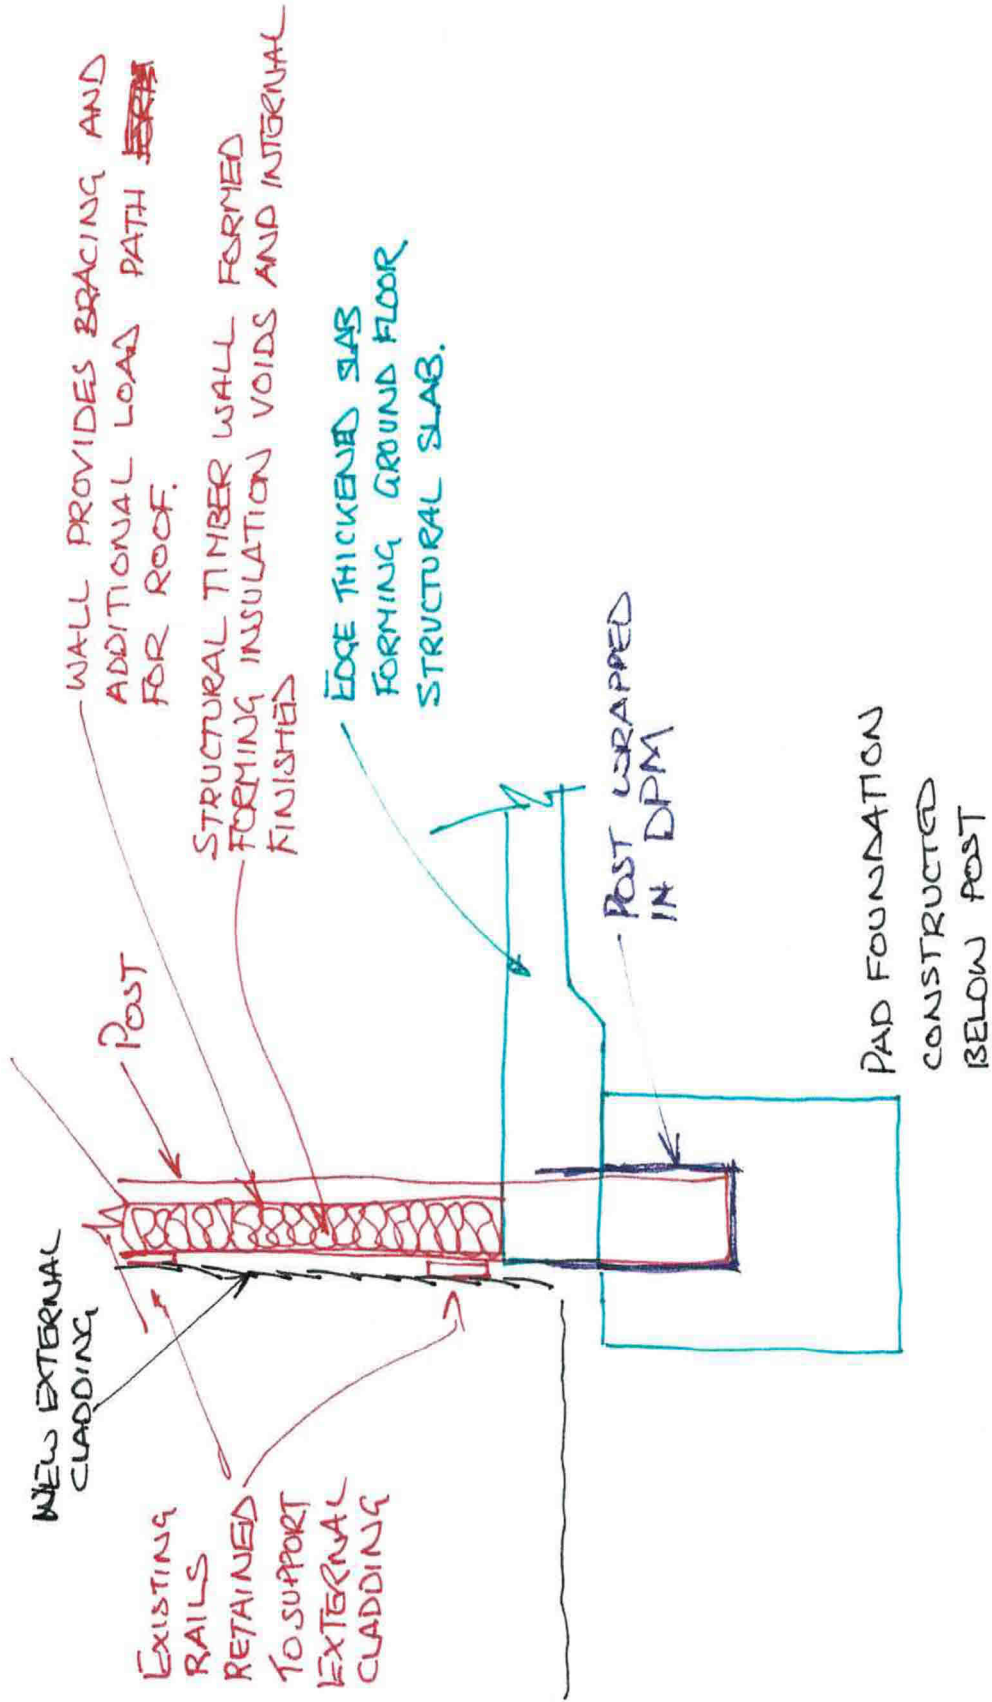 WALL PROVIDES BRACING AND
ADDITIONAL LOAD PATH
FOR ROOF.
STRUCTURAL TIMBER WALL FORMED
FORMING INSULATION VOIDS AND INTERNAL
FINISHED
EDGE THICKENED SLAB
FORMING GROUND FLOOR
STRUCTURAL SLAB.
POST
NEW EXTERNAL
CLADDING
EXISTING
RAILS
RETAINED
TO SUPPORT
EXTERNAL
CLADDING
POST WRAPPED
IN DPM
PAD FOUNDATION
CONSTRUCTED
BELOW POST